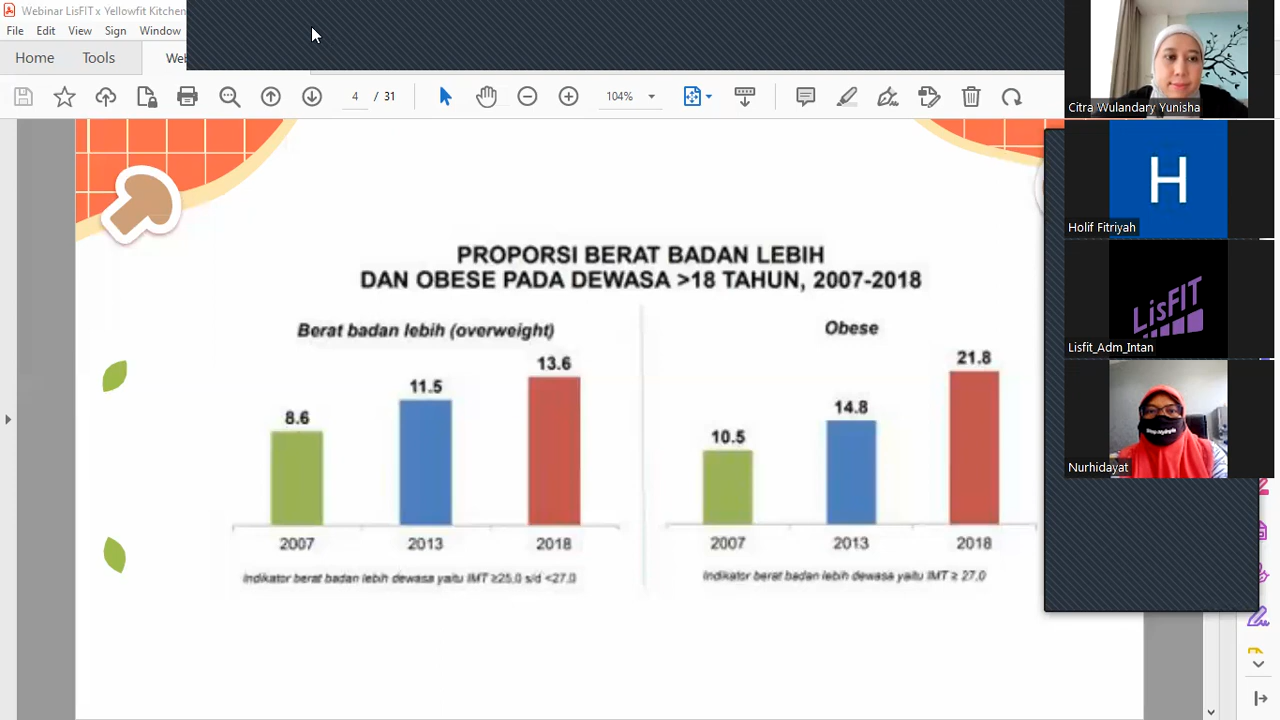 Webinar LisFIT x Yellowfit Kitchen
File Edit View Sign Window
Home Tools Web
4 / 31 104%
PROPORSI BERAT BADAN LEBIH
DAN OBESE PADA DEWASA >18 TAHUN, 2007-2018
Berat badan lebih (overweight)
8.6 11.5 13.6
2007 2013 2018
Indikator berat badan lebih dewasa yaitu IMT ≥25,0 s/d <27,0
Obese
10.5 14.8 21.8
2007 2013 2018
Indikator berat badan lebih dewasa yaitu IMT ≥ 27,0
Citra Wulandary Yunisha
H
Holif Fitriyah
LisFIT
Lisfit_Adm_Intan
Nurhidayat